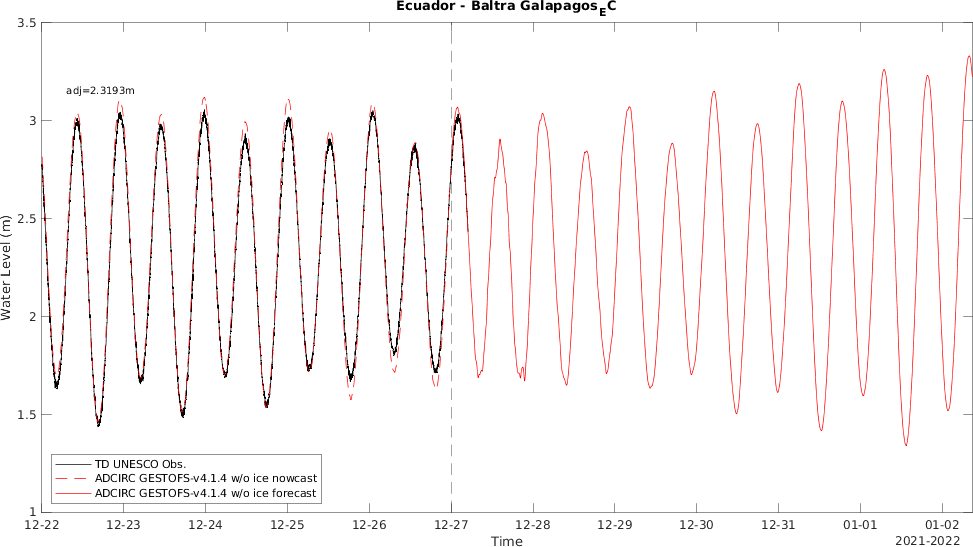 Ecuador - Baltra GalapagosEC
3.5
adj=2.3193m
3
2.5
2
1.5
1
Water Level (m)
TD UNESCO Obs.
ADCIRC GESTOFS-v4.1.4 w/o ice nowcast
ADCIRC GESTOFS-v4.1.4 w/o ice forecast
12-22 12-23 12-24 12-25 12-26 12-27 12-28 12-29 12-30 12-31 01-01 01-02
Time
2021-2022